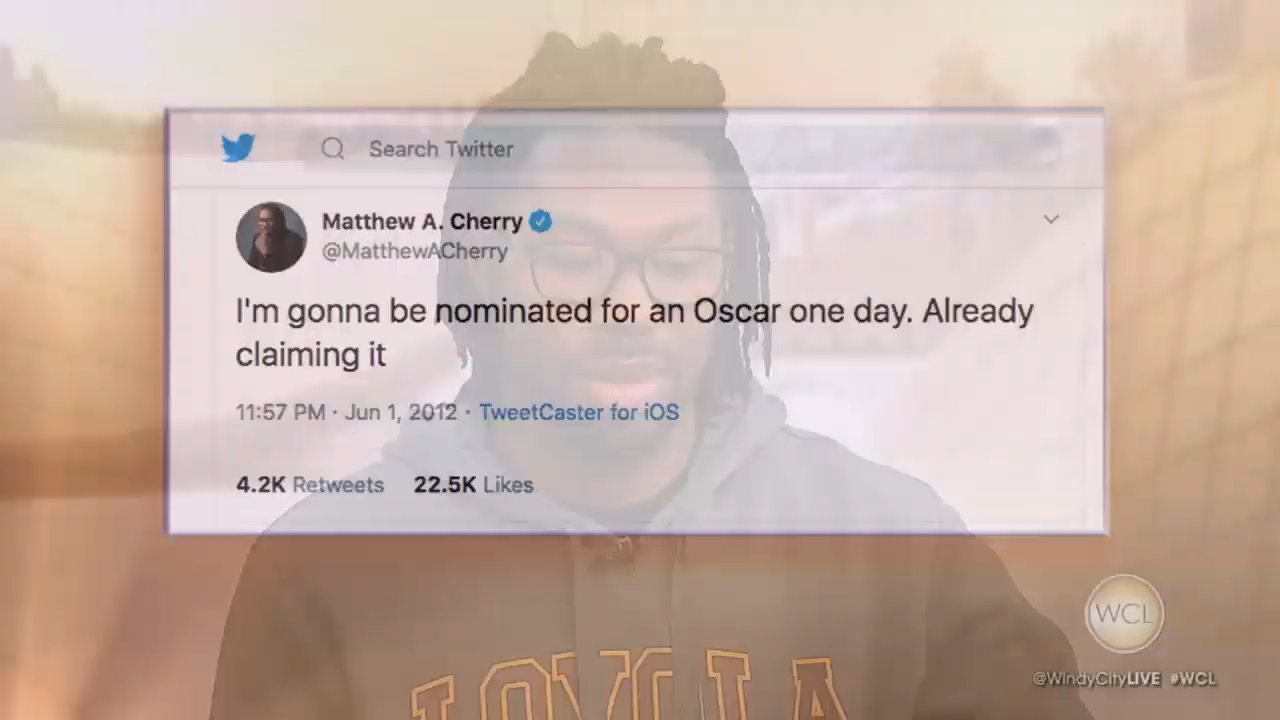 Search Twitter
Matthew A. Cherry
@MatthewACherry
I'm gonna be nominated for an Oscar one day. Already
claiming it
11:57 PM · Jun 1, 2012 · TweetCaster for iOS
4.2K Retweets 22.5K Likes
WCL
@WindyCityLIVE #WCL
LOYOLA